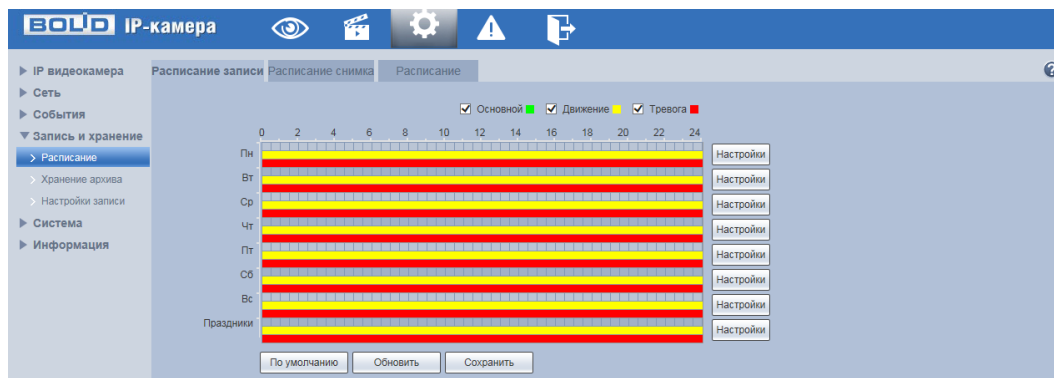 BOLID IP-камера
IP видеокамера
Сеть
События
Запись и хранение
Расписание
Хранение архива
Настройки записи
Система
Информация
Расписание записи Расписание снимка Расписание
?
Основной Движение Тревога
0 2 4 6 8 10 12 14 16 18 20 22 24
Пн Настройки
Вт Настройки
Ср Настройки
Чт Настройки
Пт Настройки
Сб Настройки
Вс Настройки
Праздники Настройки
По умолчанию Обновить Сохранить